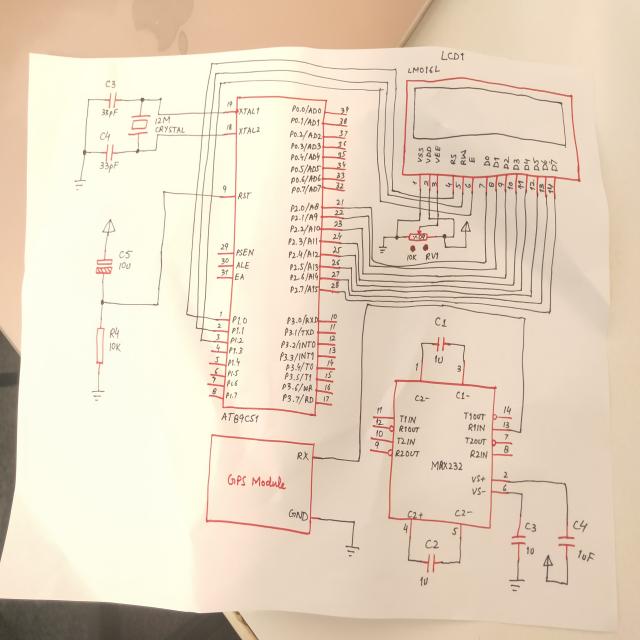 LCD1
LM016L
C3
33pF
12M
CRYSTAL
C4
33pF
19 XTAL1
18 XTAL2
9 RST
29 PSEN
30 ALE
31 EA
1 P1.0
2 P1.1
3 P1.2
4 P1.3
5 P1.4
6 P1.5
7 P1.6
8 P1.7
P0.0/AD0 39
P0.1/AD1 38
P0.2/AD2 37
P0.3/AD3 36
P0.4/AD4 35
P0.5/AD5 34
P0.6/AD6 33
P0.7/AD7 32
P2.0/A8 21
P2.1/A9 22
P2.2/A10 23
P2.3/A11 24
P2.4/A12 25
P2.5/A13 26
P2.6/A14 27
P2.7/A15 28
P3.0/RXD 10
P3.1/TXD 11
P3.2/INT0 12
P3.3/INT1 13
P3.4/T0 14
P3.5/T1 15
P3.6/WR 16
P3.7/RD 17
AT89C51
VSS VDD VEE RS RW E D0 D1 D2 D3 D4 D5 D6 D7
1 2 3 4 5 6 7 8 9 10 11 12 13 14
10K RV1
C5
10u
R4
10K
GPS Module
RX
GND
C1
1U
1 3
C2- C1-
11 T1IN
12 R1OUT
10 T2IN
9 R2OUT
T1OUT 14
R1IN 13
T2OUT 7
R2IN 8
MAX232
VS+ 2
VS- 6
C2+ C2-
4 5
C2
1U
C3
10
C4
1uF